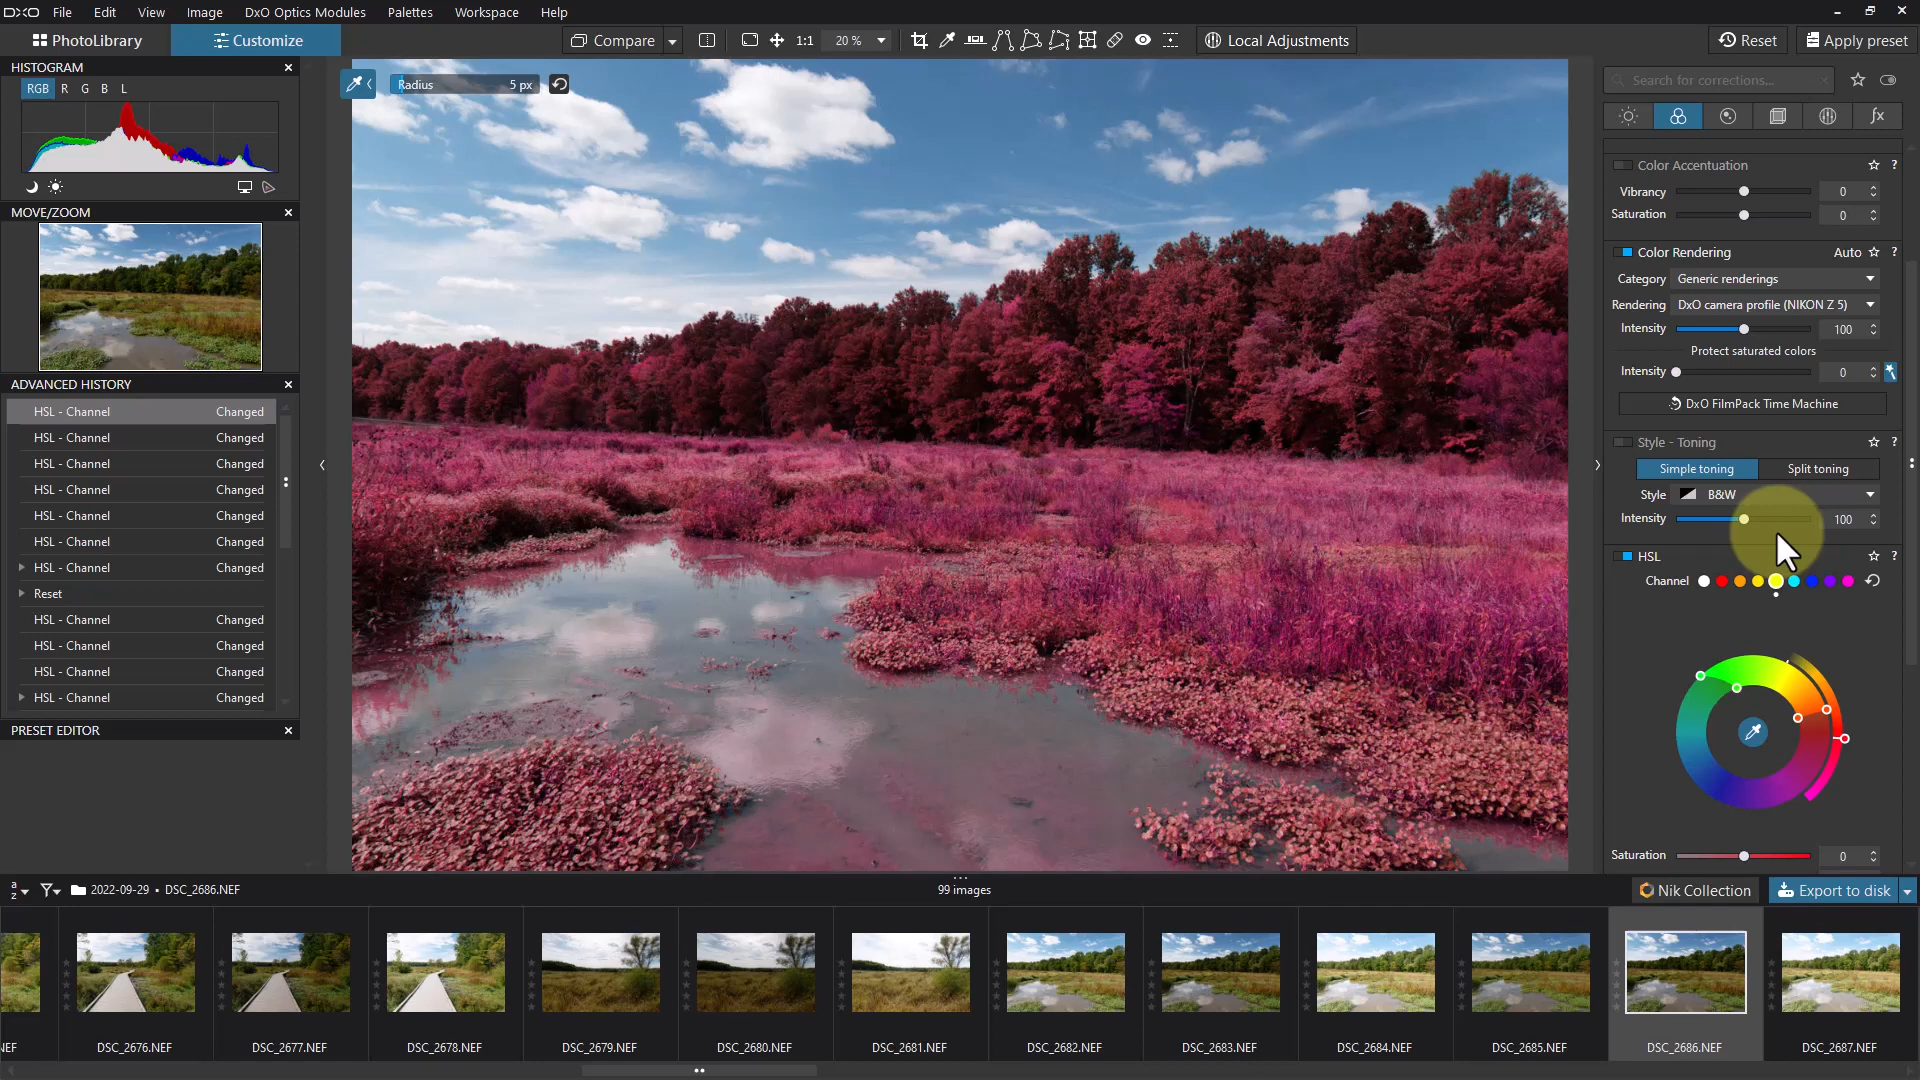 DXO File Edit View Image DxO Optics Modules Palettes Workspace Help
PhotoLibrary Customize Compare 1:1 20 % Local Adjustments Reset Apply preset
HISTOGRAM
RGB R G B L
MOVE/ZOOM
ADVANCED HISTORY
HSL - Channel Changed
HSL - Channel Changed
HSL - Channel Changed
HSL - Channel Changed
HSL - Channel Changed
HSL - Channel Changed
HSL - Channel Changed
Reset
HSL - Channel Changed
HSL - Channel Changed
HSL - Channel Changed
HSL - Channel Changed
PRESET EDITOR
Radius 5 px
Search for corrections...
fx
Color Accentuation ?
Vibrancy 0
Saturation 0
Color Rendering Auto ?
Category Generic renderings
Rendering DxO camera profile (NIKON Z 5)
Intensity 100
Protect saturated colors
Intensity 0
DxO FilmPack Time Machine
Style - Toning ?
Simple toning Split toning
Style B&W
Intensity 100
HSL ?
Channel
Saturation 0
a z 2022-09-29 • DSC_2686.NEF 99 images Nik Collection Export to disk
NEF DSC_2676.NEF DSC_2677.NEF DSC_2678.NEF DSC_2679.NEF DSC_2680.NEF DSC_2681.NEF DSC_2682.NEF DSC_2683.NEF DSC_2684.NEF DSC_2685.NEF DSC_2686.NEF DSC_2687.NEF